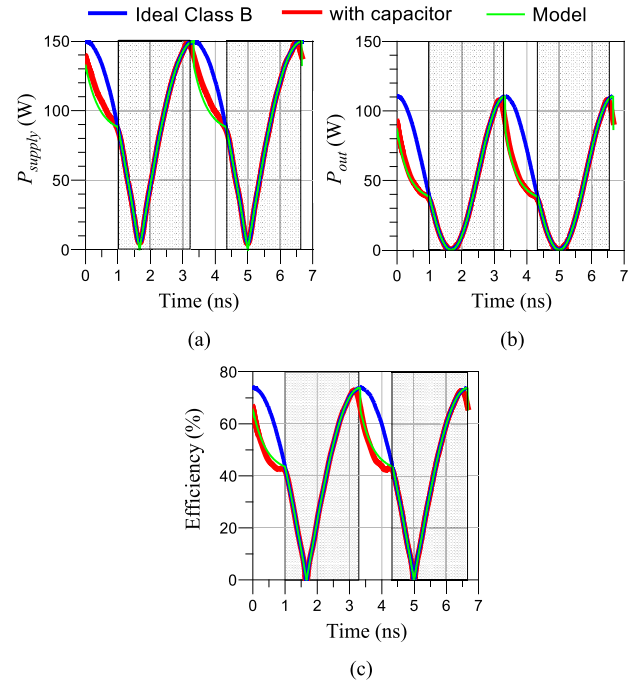 Ideal Class B with capacitor Model
150
100
50
0
P_supply (W)
0 1 2 3 4 5 6 7
Time (ns)
(a)
150
100
50
0
P_out (W)
0 1 2 3 4 5 6 7
Time (ns)
(b)
80
60
40
20
0
Efficiency (%)
0 1 2 3 4 5 6 7
Time (ns)
(c)